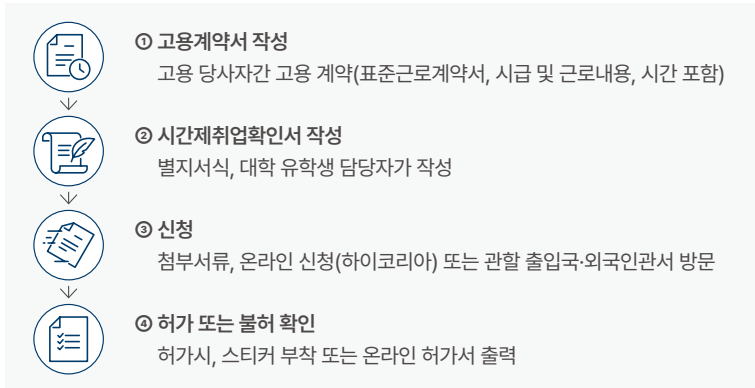 ① 고용계약서 작성
고용 당사자간 고용 계약(표준근로계약서, 시급 및 근로내용, 시간 포함)
② 시간제취업확인서 작성
별지서식, 대학 유학생 담당자가 작성
③ 신청
첨부서류, 온라인 신청(하이코리아) 또는 관할 출입국·외국인관서 방문
④ 허가 또는 불허 확인
허가시, 스티커 부착 또는 온라인 허가서 출력